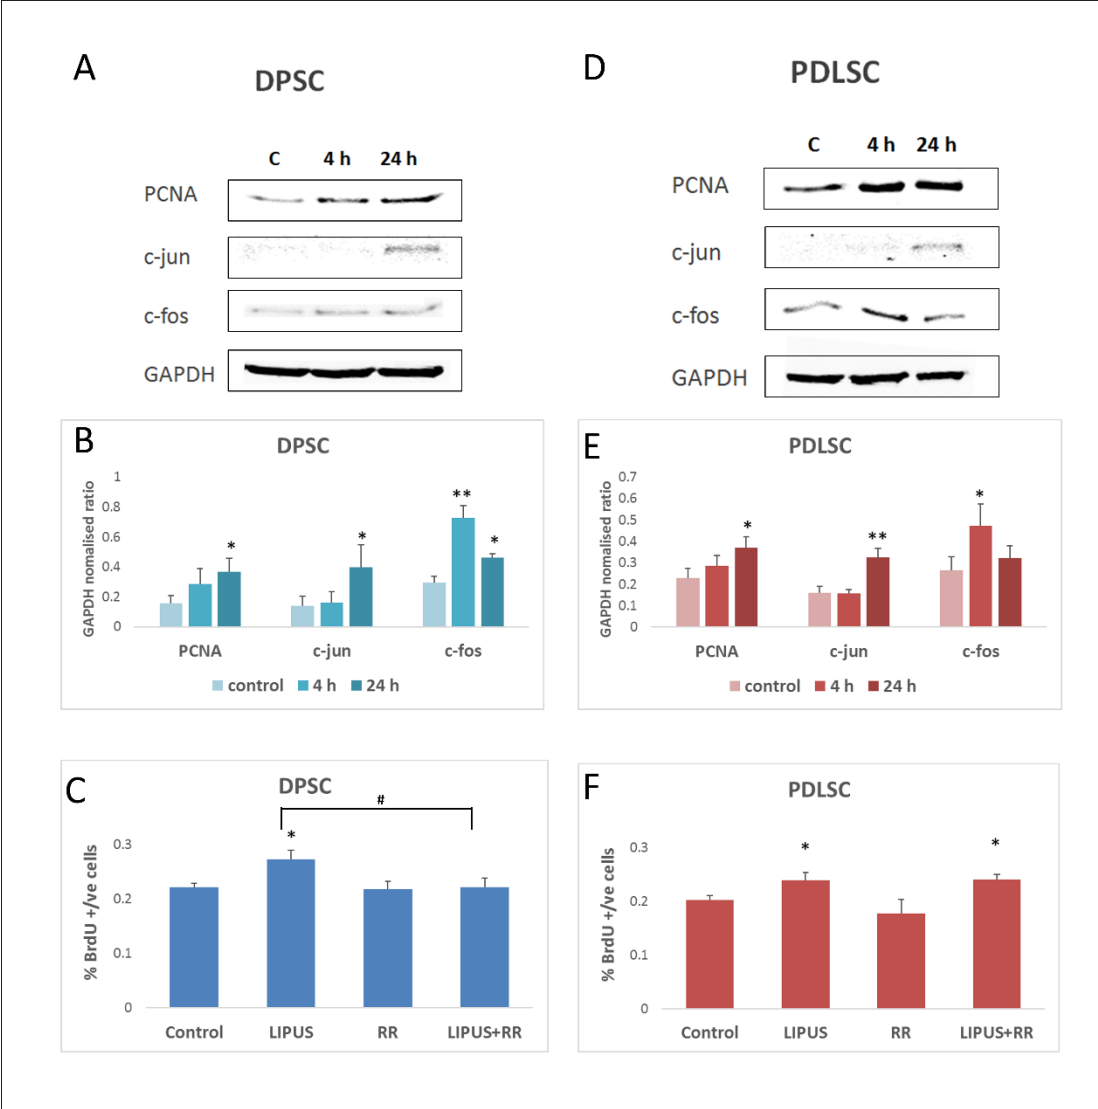 A
DPSC
C 4 h 24 h
PCNA
c-jun
c-fos
GAPDH
D
PDLSC
C 4 h 24 h
PCNA
c-jun
c-fos
GAPDH
B
DPSC
GAPDH nomalised ratio
1
0.8
0.6
0.4
0.2
0
* * ** *
PCNA c-jun c-fos
control 4 h 24 h
E
PDLSC
GAPDH nomalised ratio
0.7
0.6
0.5
0.4
0.3
0.2
0.1
0
* ** *
PCNA c-jun c-fos
control 4 h 24 h
C
DPSC
#
*
% BrdU +/ve cells
0.3
0.2
0.1
0
Control LIPUS RR LIPUS+RR
F
PDLSC
* *
% BrdU +/ve cells
0.3
0.2
0.1
0
Control LIPUS RR LIPUS+RR